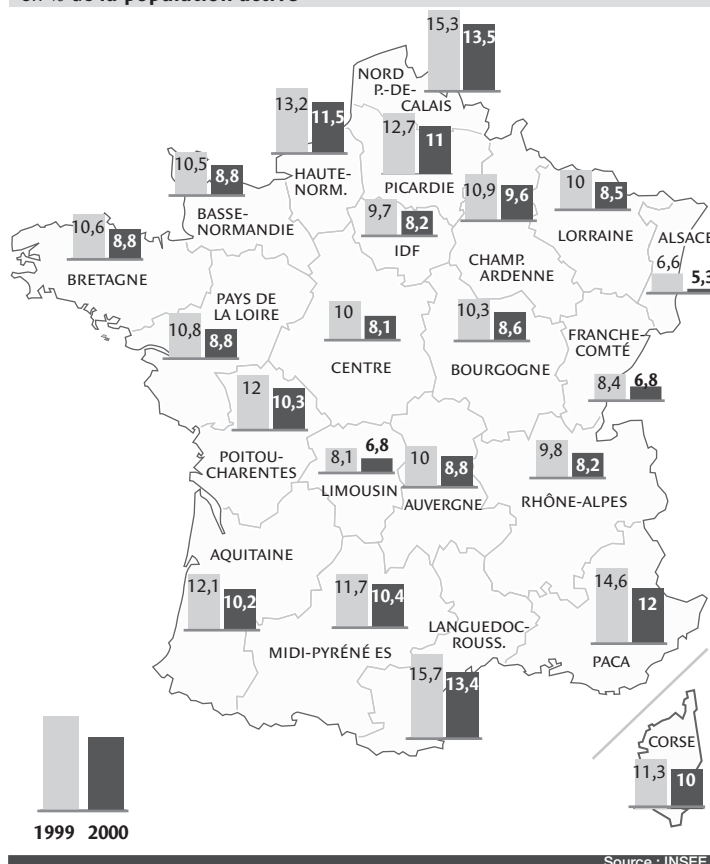 en % de la population active
15,3
13,5
NORD
P.-DE-
CALAIS
13,2
11,5
HAUTE-
NORM.
12,7
11
PICARDIE
10,5
8,8
BASSE-
NORMANDIE
10,9
9,6
CHAMP.
ARDENNE
10
8,5
LORRAINE
ALSACE
6,6
5,3
9,7
8,2
IDF
10,6
8,8
BRETAGNE
PAYS DE
LA LOIRE
10,8
8,8
10
8,1
CENTRE
10,3
8,6
BOURGOGNE
FRANCHE-
COMTÉ
8,4
6,8
12
10,3
POITOU-
CHARENTES
8,1
6,8
LIMOUSIN
10
8,8
AUVERGNE
9,8
8,2
RHÔNE-ALPES
AQUITAINE
12,1
10,2
11,7
10,4
MIDI-PYRÉNÉ ES
LANGUEDOC-
ROUSS.
15,7
13,4
14,6
12
PACA
CORSE
11,3
10
1999 2000
Source : INSEE